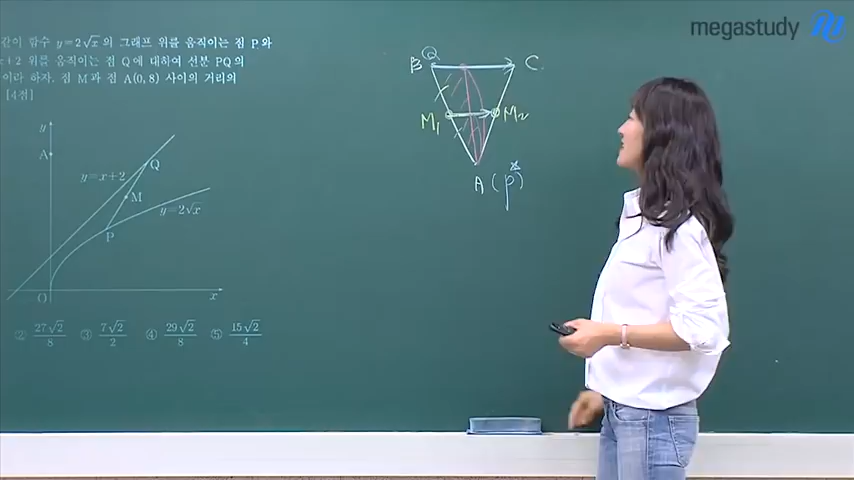 megastudy
같이 함수 y=2√x의 그래프 위를 움직이는 점 P와
x+2 위를 움직이는 점 Q에 대하여 선분 PQ의
이라 하자. 점 M과 점 A(0, 8) 사이의 거리의
[4점]
y
A
y=x+2
Q
M
y=2√x
P
O
x
② 27√2/8 ③ 7√2/2 ④ 29√2/8 ⑤ 15√2/4
B Q C
M₁ M₂
A (p)